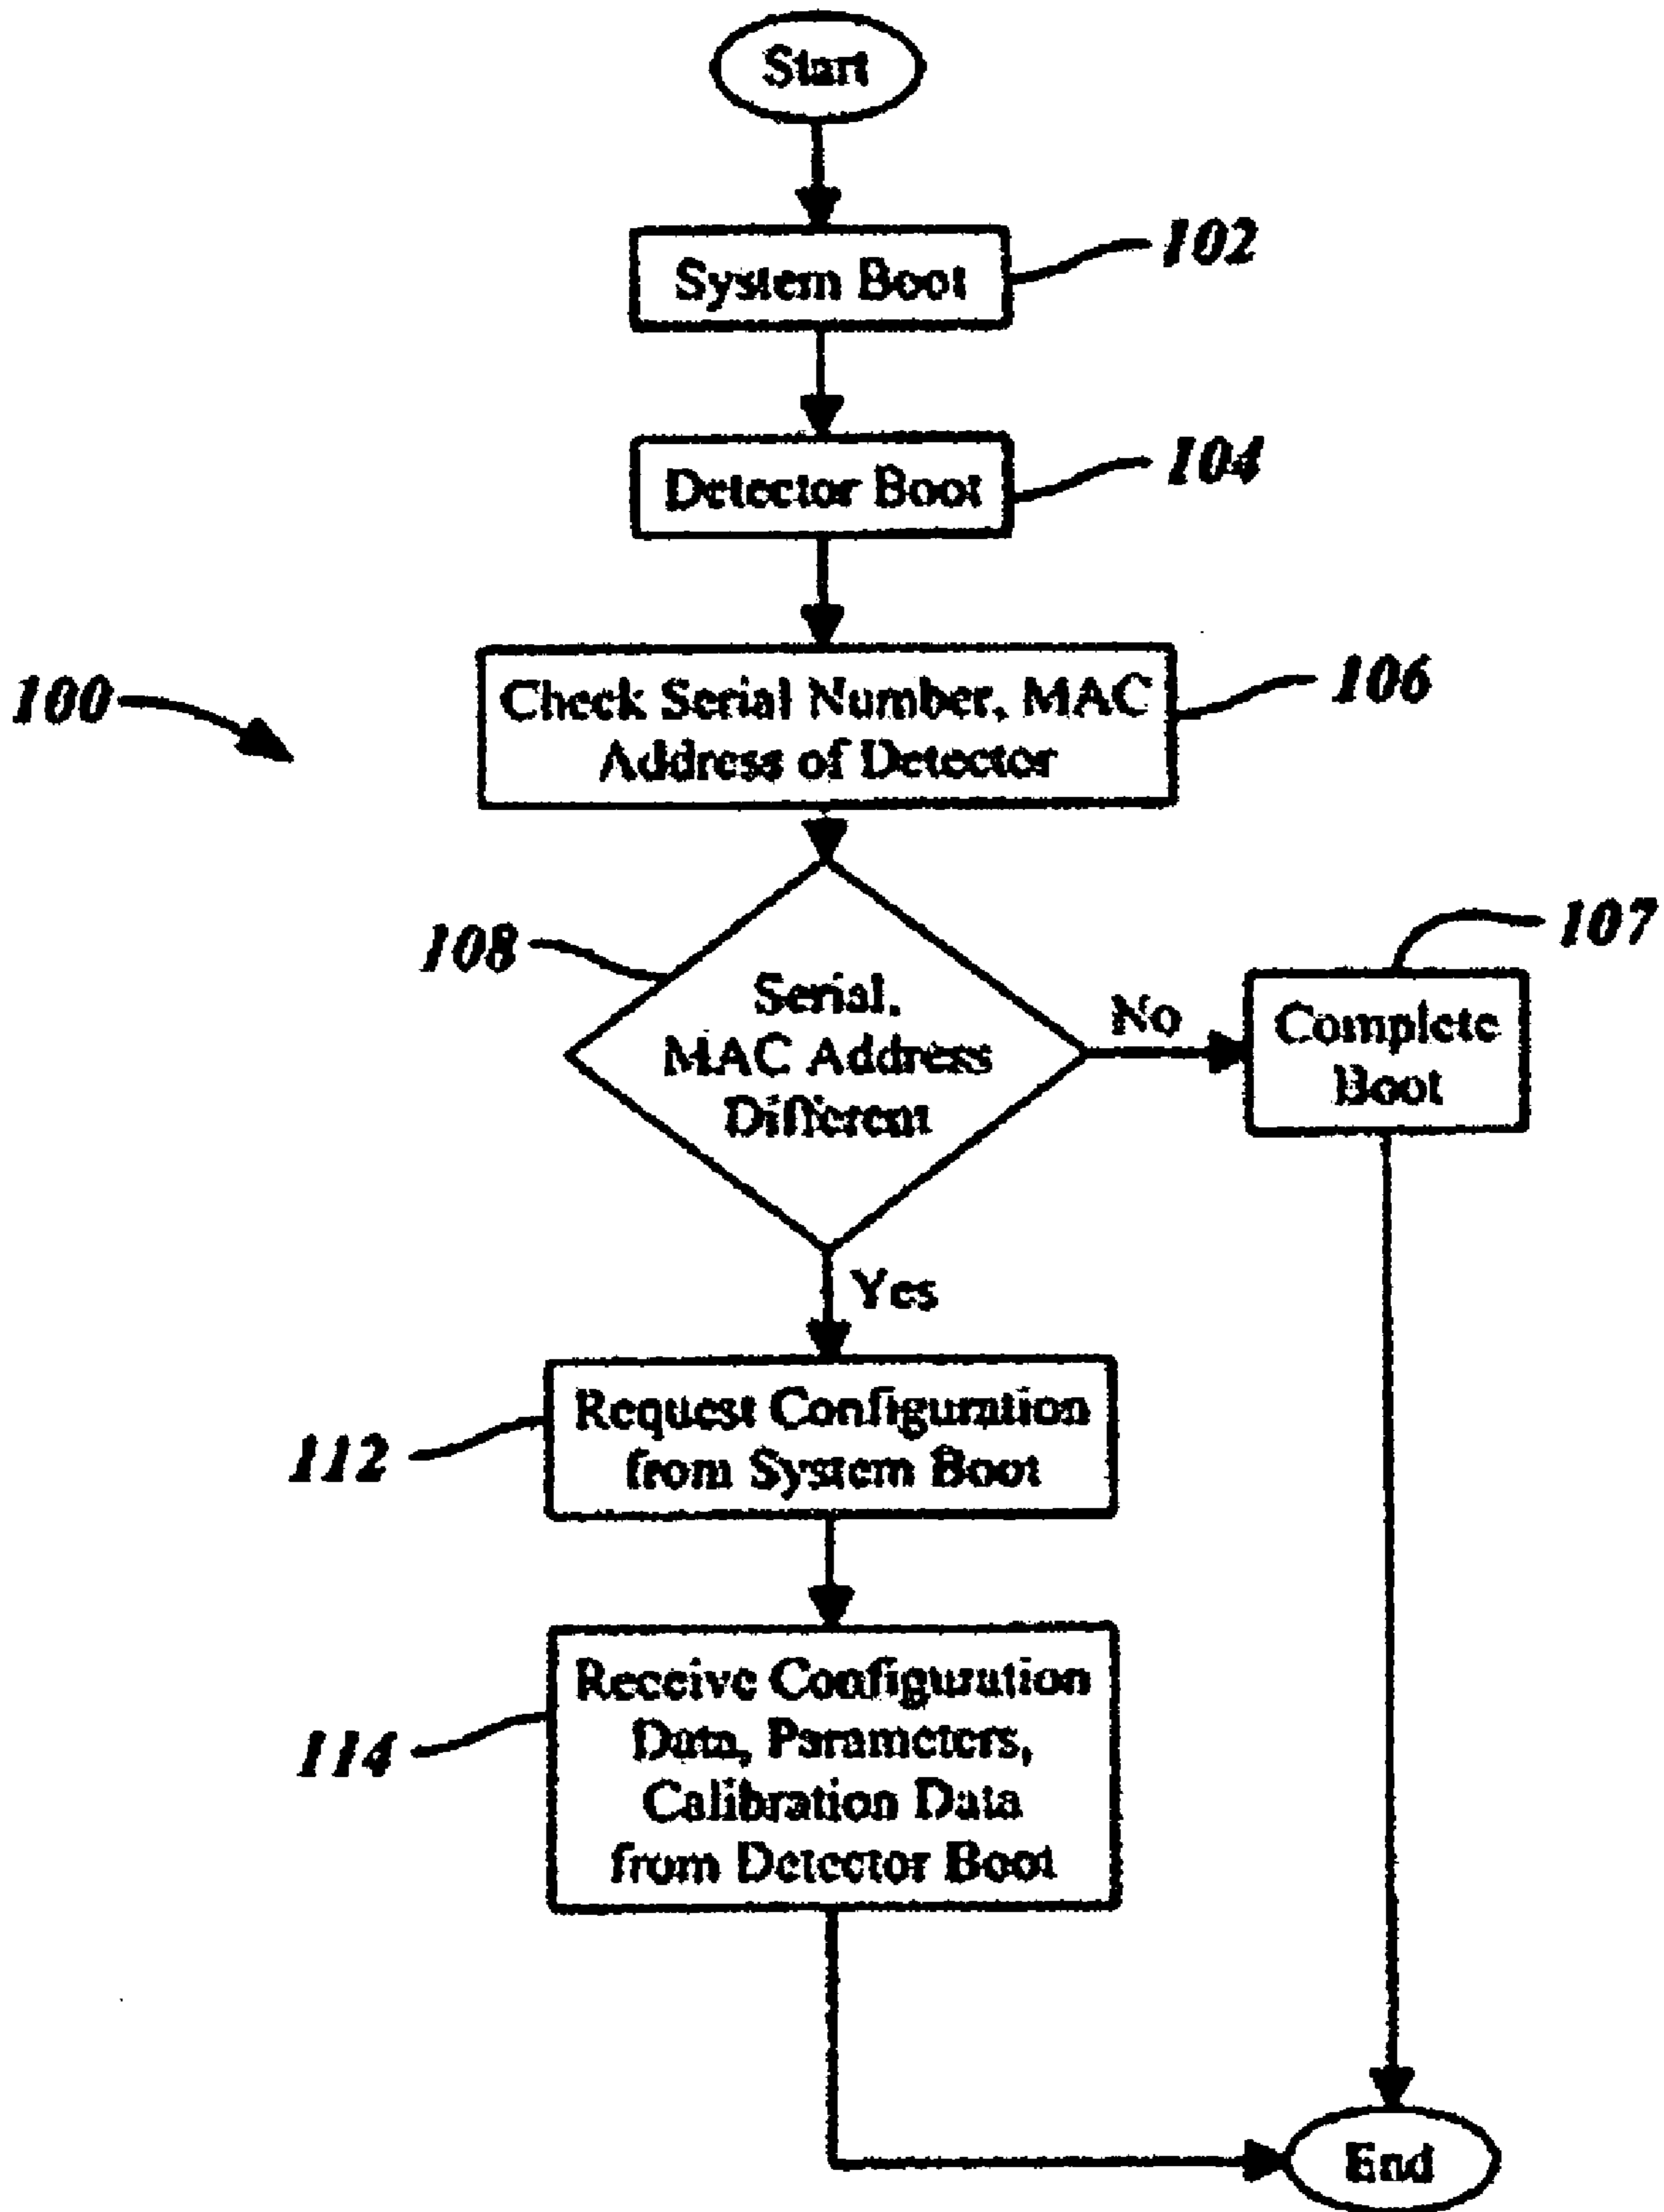 Start
System Boot
102
Detector Boot
104
100
Check Serial Number, MAC
Address of Detector
106
108
Serial,
MAC Address
Different
No
107
Complete
Boot
Yes
112
Request Configuration
from System Boot
114
Receive Configuration
Data, Parameters,
Calibration Data
from Detector Boot
End